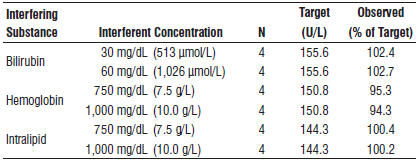 Interfering Substance Interferent Concentration N Target (U/L) Observed (% of Target)
Bilirubin 30 mg/dL (513 μmol/L) 4 155.6 102.4
60 mg/dL (1,026 μmol/L) 4 155.6 102.7
Hemoglobin 750 mg/dL (7.5 g/L) 4 150.8 95.3
1,000 mg/dL (10.0 g/L) 4 150.8 94.3
Intralipid 750 mg/dL (7.5 g/L) 4 144.3 100.4
1,000 mg/dL (10.0 g/L) 4 144.3 100.2